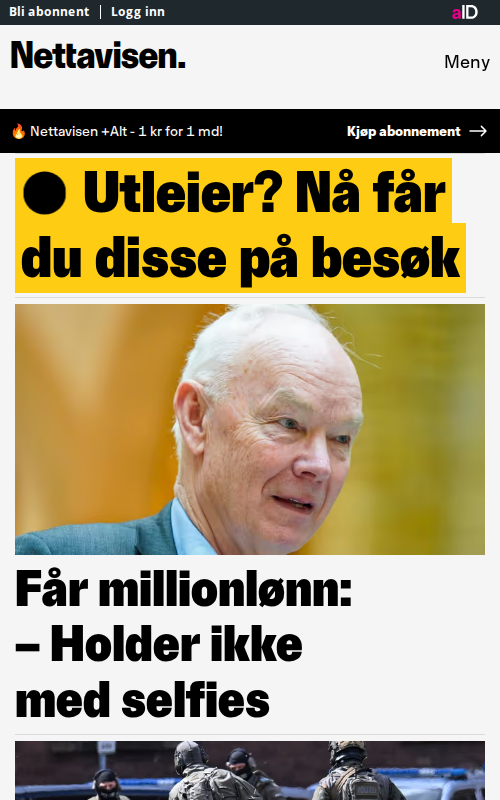 Bli abonnent Logg inn
aID
Nettavisen.
Meny
Nettavisen +Alt - 1 kr for 1 md!
Kjøp abonnement →
Utleier? Nå får
du disse på besøk
Får millionlønn:
– Holder ikke
med selfies